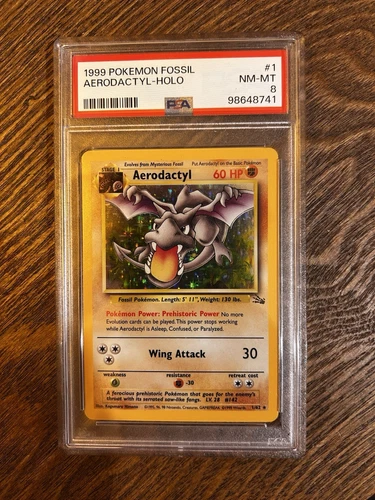 1999 POKEMON FOSSIL #1
AERODACTYL-HOLO NM-MT
8
PSA 98648741
Evolves from Mysterious Fossil Put Aerodactyl on the Basic Pokémon
STAGE 1 Aerodactyl 60 HP
Fossil Pokémon. Length: 5' 11", Weight: 130 lbs.
Pokémon Power: Prehistoric Power No more
Evolution cards can be played. This power stops working
while Aerodactyl is Asleep, Confused, or Paralyzed.
Wing Attack 30
weakness resistance retreat cost
-30
A ferocious prehistoric Pokémon that goes for the enemy's
throat with its serrated saw-like fangs. LV. 28 #142
1/62